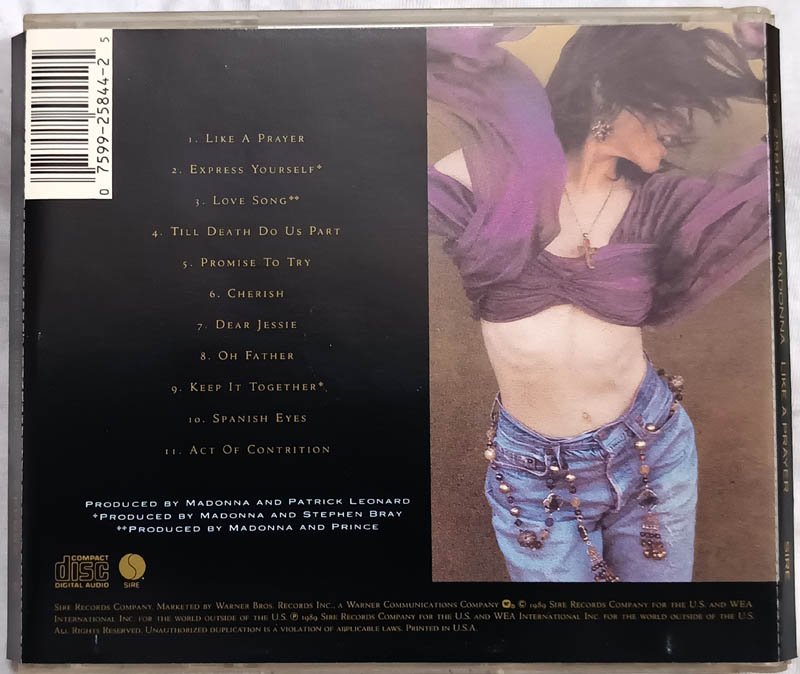 0 7599-25844-2 5
1. LIKE A PRAYER
2. EXPRESS YOURSELF*
3. LOVE SONG**
4. TILL DEATH DO US PART
5. PROMISE TO TRY
6. CHERISH
7. DEAR JESSIE
8. OH FATHER
9. KEEP IT TOGETHER*
10. SPANISH EYES
11. ACT OF CONTRITION
PRODUCED BY MADONNA AND PATRICK LEONARD
*PRODUCED BY MADONNA AND STEPHEN BRAY
**PRODUCED BY MADONNA AND PRINCE
COMPACT
disc
DIGITAL AUDIO
SIRE
SIRE RECORDS COMPANY. MARKETED BY WARNER BROS. RECORDS INC., A WARNER COMMUNICATIONS COMPANY © 1989 SIRE RECORDS COMPANY FOR THE U.S. AND WEA
INTERNATIONAL INC. FOR THE WORLD OUTSIDE OF THE U.S. ℗ 1989 SIRE RECORDS COMPANY FOR THE U.S. AND WEA INTERNATIONAL INC. FOR THE WORLD OUTSIDE OF THE U.S.
ALL RIGHTS RESERVED. UNAUTHORIZED DUPLICATION IS A VIOLATION OF APPLICABLE LAWS. PRINTED IN U.S.A.
9 25844-2 MADONNA LIKE A PRAYER SIRE